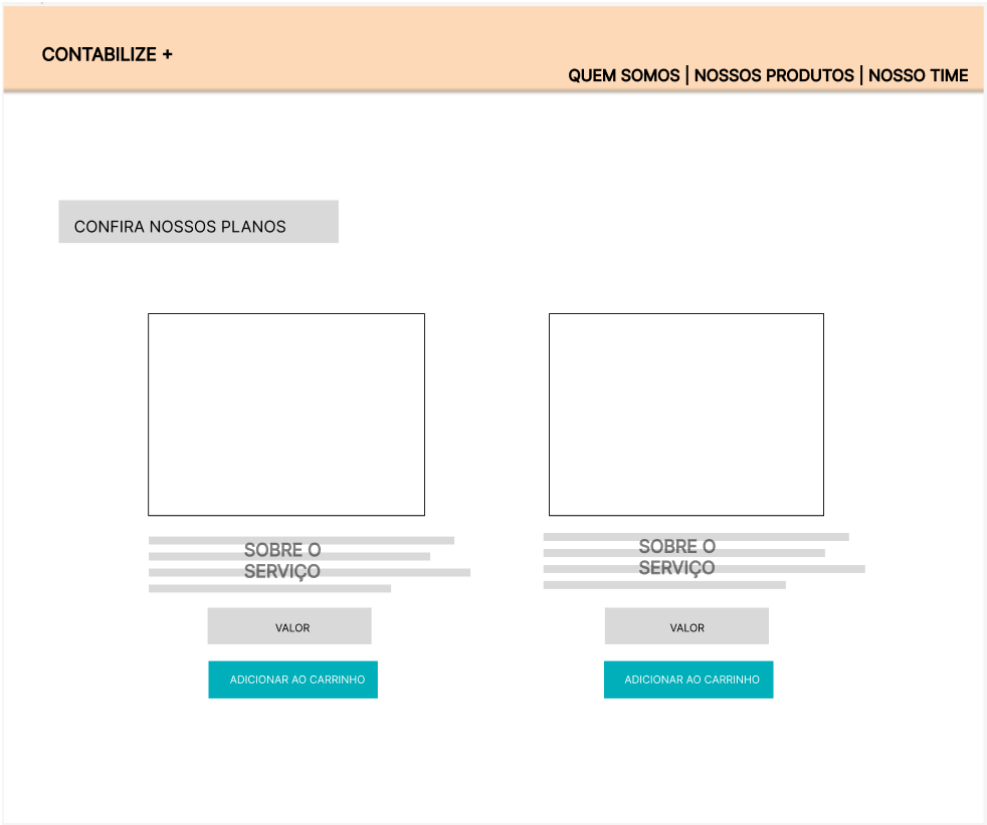 CONTABILIZE +
QUEM SOMOS | NOSSOS PRODUTOS | NOSSO TIME
CONFIRA NOSSOS PLANOS
SOBRE O
SERVIÇO
VALOR
ADICIONAR AO CARRINHO
SOBRE O
SERVIÇO
VALOR
ADICIONAR AO CARRINHO